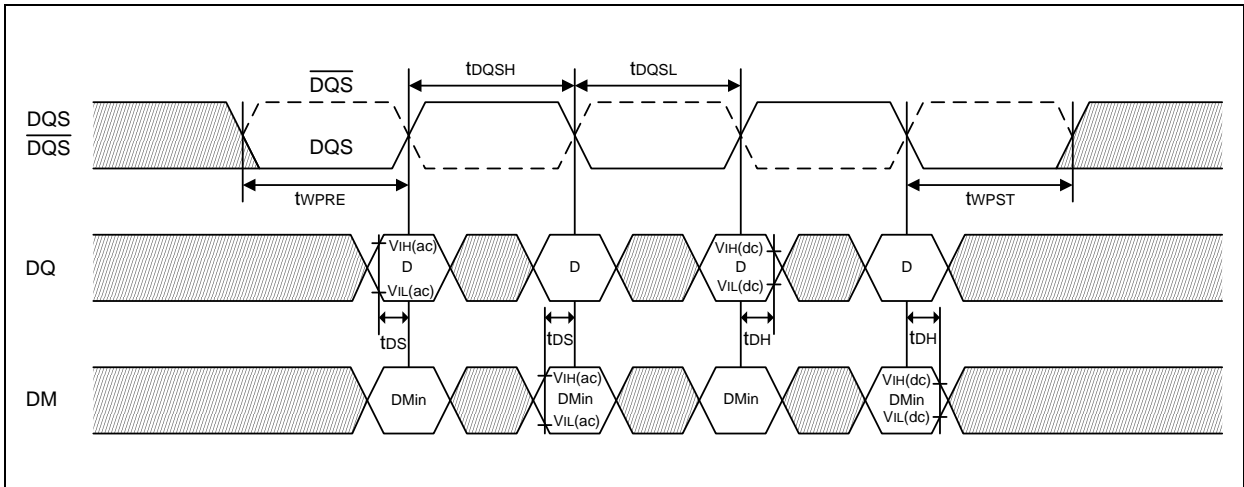 DQS
tDQSH
tDQSL
DQS
DQS
DQS
tWPRE
tWPST
DQ
VIH(ac)
D
VIL(ac)
D
VIH(dc)
D
VIL(dc)
D
tDS
tDS
tDH
tDH
DM
DMin
VIH(ac)
DMin
VIL(ac)
DMin
VIH(dc)
DMin
VIL(dc)